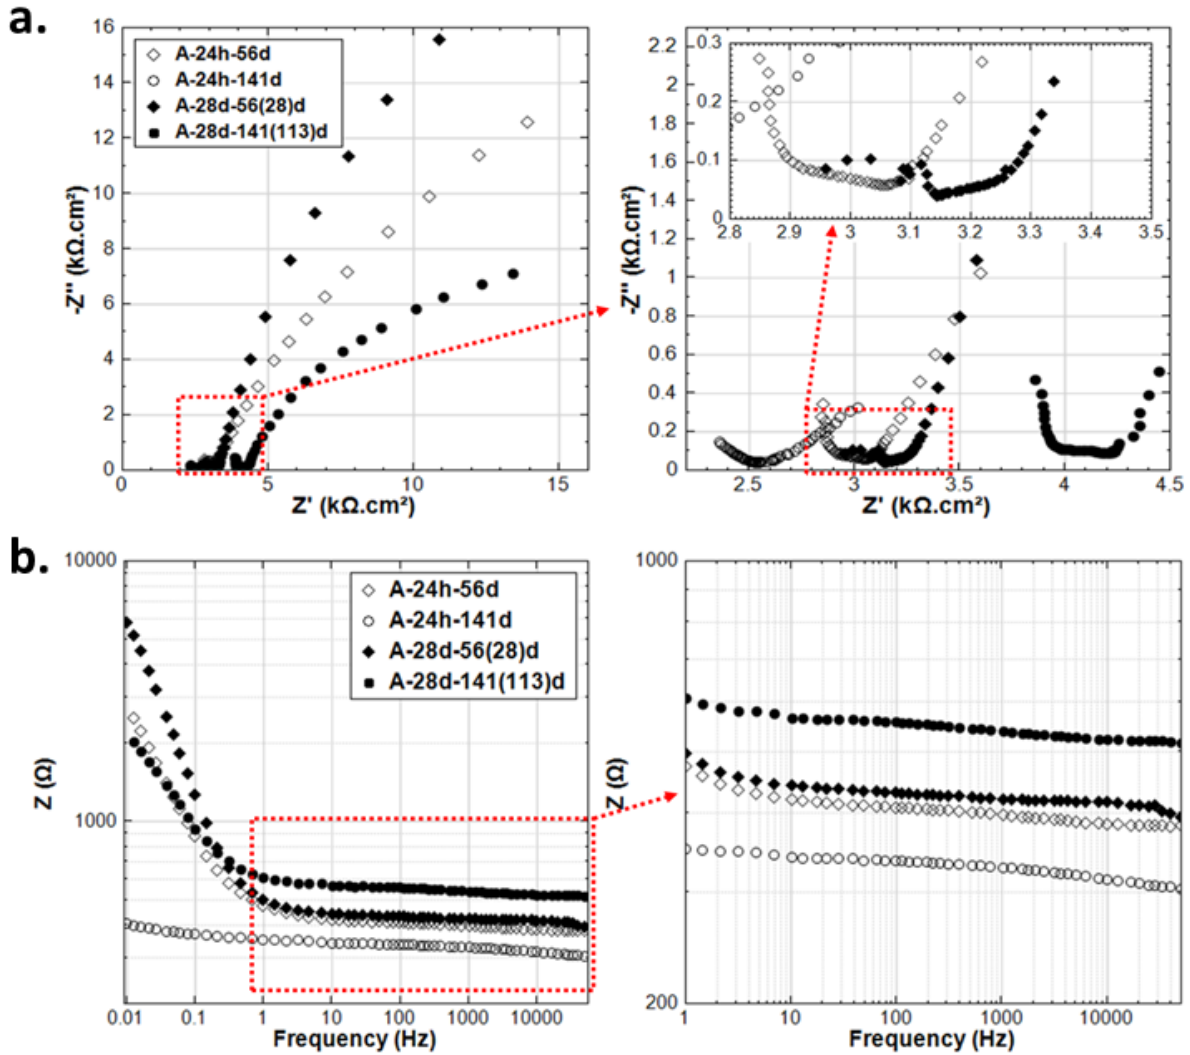 a.
16
14
12
10
8
6
4
2
0
-Z'' (kΩ.cm²)
A-24h-56d
A-24h-141d
A-28d-56(28)d
A-28d-141(113)d
0 5 10 15
Z' (kΩ.cm²)
2.2
2
1.8
1.6
1.4
1.2
1
0.8
0.6
0.4
0.2
0
-Z'' (kΩ.cm²)
0.3
0.2
0.1
0
2.8 2.9 3 3.1 3.2 3.3 3.4 3.5
2.5 3.0 3.5 4 4.5
Z' (kΩ.cm²)
b.
10000
1000
Z (Ω)
A-24h-56d
A-24h-141d
A-28d-56(28)d
A-28d-141(113)d
0.01 0.1 1 10 100 1000 10000
Frequency (Hz)
1000
200
Z (Ω)
1 10 100 1000 10000
Frequency (Hz)